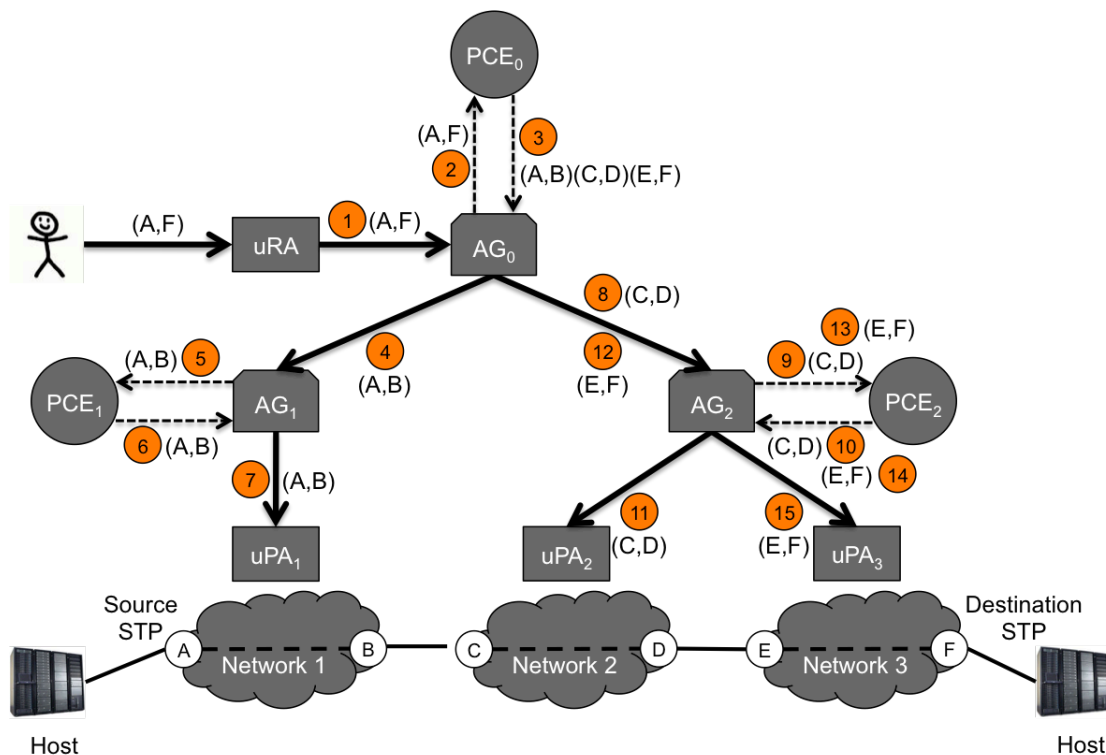 PCE0
(A,F)
3
2
(A,B)(C,D)(E,F)
(A,F)
1 (A,F)
uRA
AG0
8 (C,D)
4
(A,B)
12
(E,F)
13 (E,F)
9 (C,D)
(A,B) 5
PCE1
AG1
6 (A,B)
AG2
PCE2
(C,D) 10
(E,F) 14
7 (A,B)
11
(C,D)
15
(E,F)
uPA1
uPA2
uPA3
Source
STP
Destination
STP
A
Network 1
B
C
Network 2
D
E
Network 3
F
Host
Host